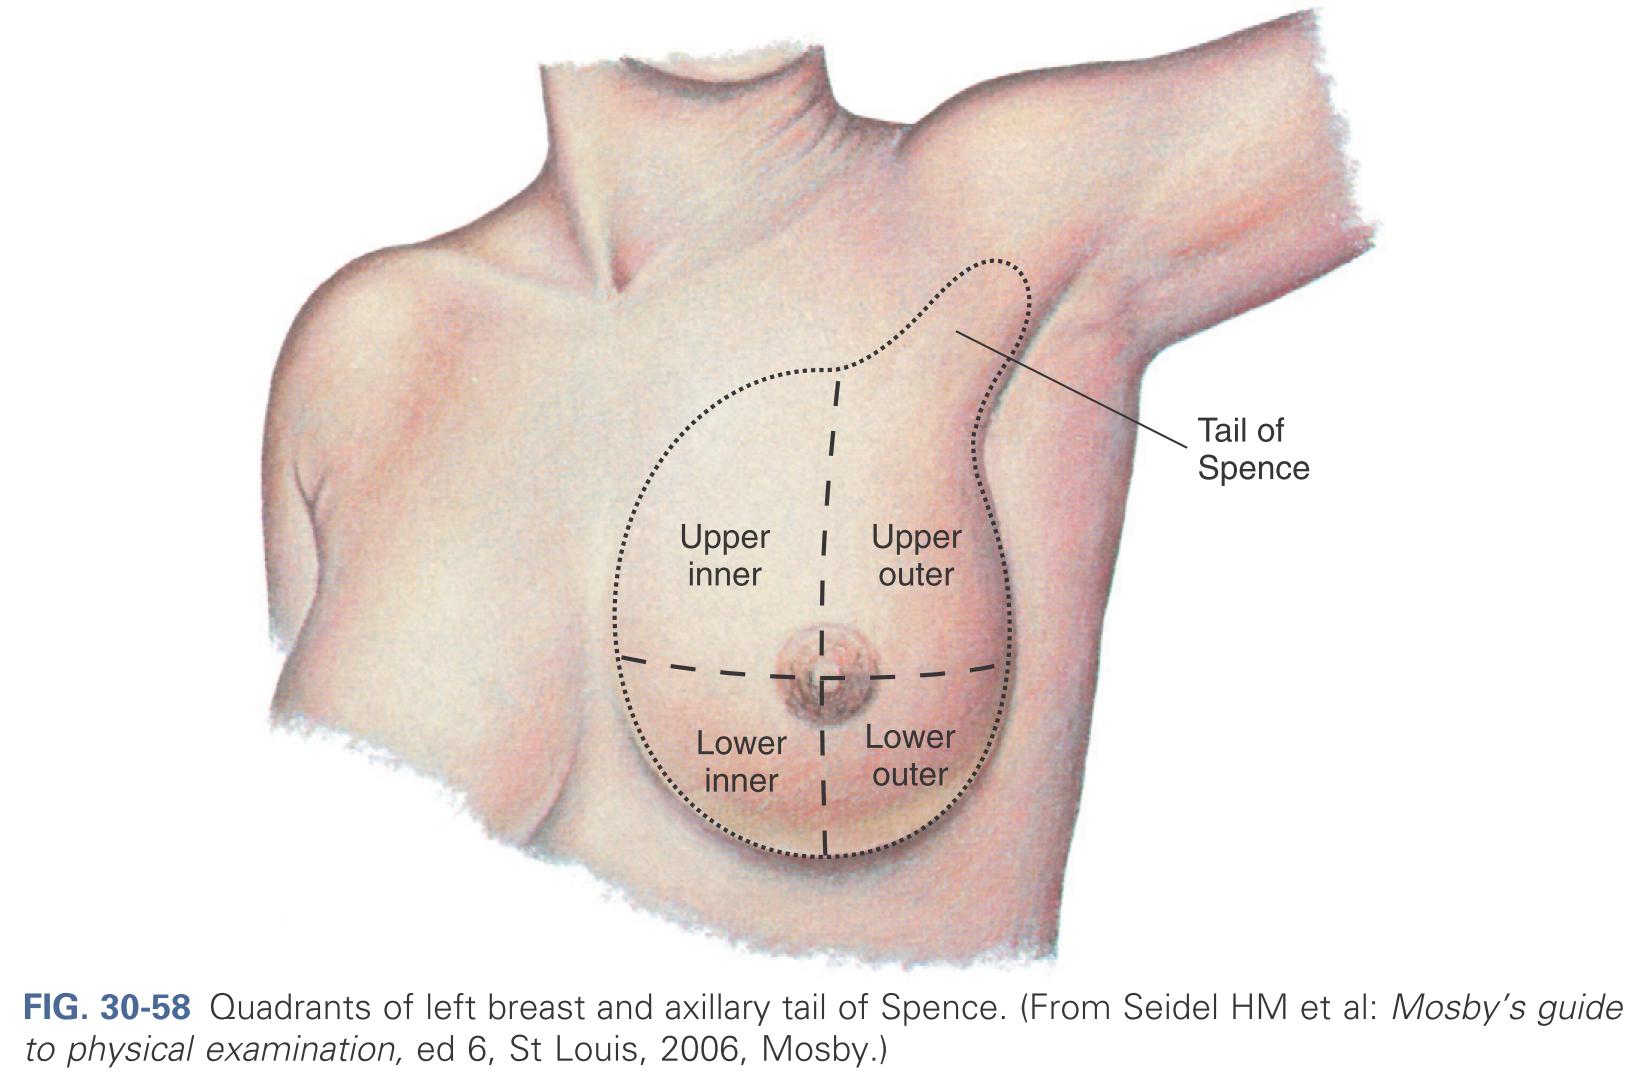 Tail of
Spence
Upper
inner
Upper
outer
Lower
inner
Lower
outer
FIG. 30-58 Quadrants of left breast and axillary tail of Spence. (From Seidel HM et al: Mosby’s guide
to physical examination, ed 6, St Louis, 2006, Mosby.)